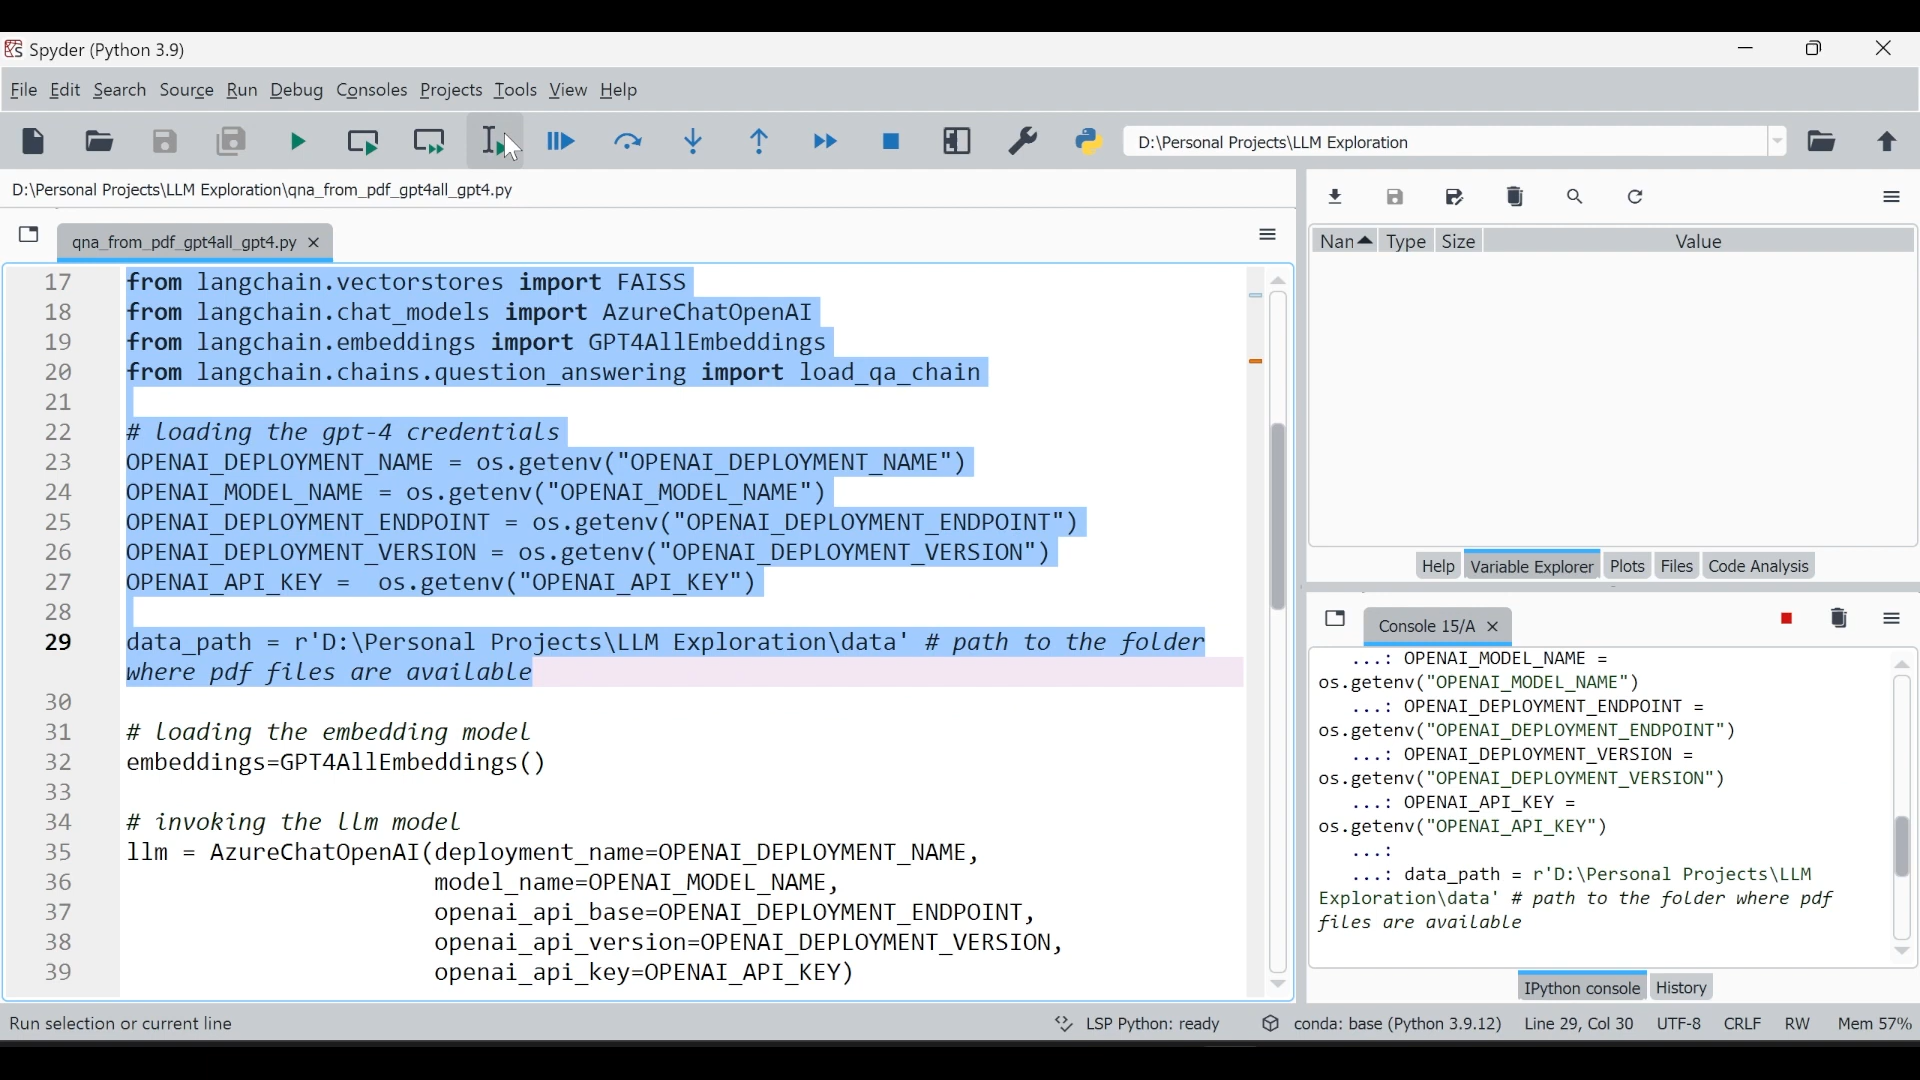 Spyder (Python 3.9)
File Edit Search Source Run Debug Consoles Projects Tools View Help
D:\Personal Projects\LLM Exploration
D:\Personal Projects\LLM Exploration\qna_from_pdf_gpt4all_gpt4.py
qna_from_pdf_gpt4all_gpt4.py
17 from langchain.vectorstores import FAISS
18 from langchain.chat_models import AzureChatOpenAI
19 from langchain.embeddings import GPT4AllEmbeddings
20 from langchain.chains.question_answering import load_qa_chain
21
22 # loading the gpt-4 credentials
23 OPENAI_DEPLOYMENT_NAME = os.getenv("OPENAI_DEPLOYMENT_NAME")
24 OPENAI_MODEL_NAME = os.getenv("OPENAI_MODEL_NAME")
25 OPENAI_DEPLOYMENT_ENDPOINT = os.getenv("OPENAI_DEPLOYMENT_ENDPOINT")
26 OPENAI_DEPLOYMENT_VERSION = os.getenv("OPENAI_DEPLOYMENT_VERSION")
27 OPENAI_API_KEY =  os.getenv("OPENAI_API_KEY")
28
29 data_path = r'D:\Personal Projects\LLM Exploration\data' # path to the folder
where pdf files are available
30
31 # loading the embedding model
32 embeddings=GPT4AllEmbeddings()
33
34 # invoking the llm model
35 llm = AzureChatOpenAI(deployment_name=OPENAI_DEPLOYMENT_NAME,
36 model_name=OPENAI_MODEL_NAME,
37 openai_api_base=OPENAI_DEPLOYMENT_ENDPOINT,
38 openai_api_version=OPENAI_DEPLOYMENT_VERSION,
39 openai_api_key=OPENAI_API_KEY)
Nan Type Size Value
Help Variable Explorer Plots Files Code Analysis
Console 15/A
...: OPENAI_MODEL_NAME =
os.getenv("OPENAI_MODEL_NAME")
...: OPENAI_DEPLOYMENT_ENDPOINT =
os.getenv("OPENAI_DEPLOYMENT_ENDPOINT")
...: OPENAI_DEPLOYMENT_VERSION =
os.getenv("OPENAI_DEPLOYMENT_VERSION")
...: OPENAI_API_KEY =
os.getenv("OPENAI_API_KEY")
...:
...: data_path = r'D:\Personal Projects\LLM
Exploration\data' # path to the folder where pdf
files are available
IPython console History
Run selection or current line LSP Python: ready conda: base (Python 3.9.12) Line 29, Col 30 UTF-8 CRLF RW Mem 57%